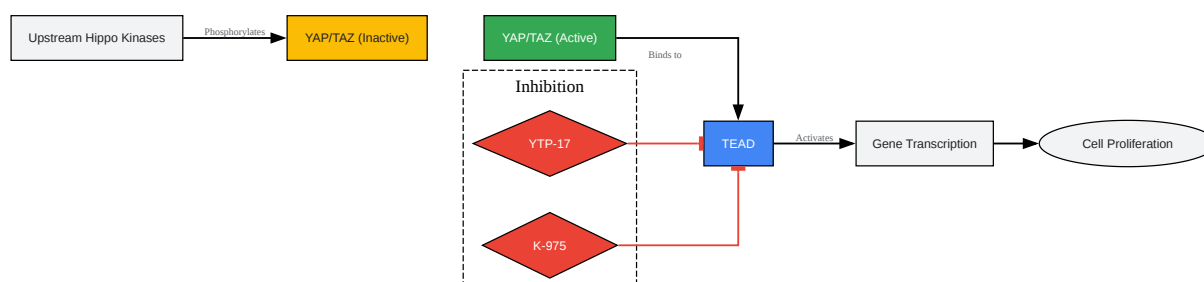 Upstream Hippo Kinases
Phosphorylates
YAP/TAZ (Inactive)
YAP/TAZ (Active)
Binds to
Inhibition
YTP-17
TEAD
Activates
Gene Transcription
Cell Proliferation
K-975